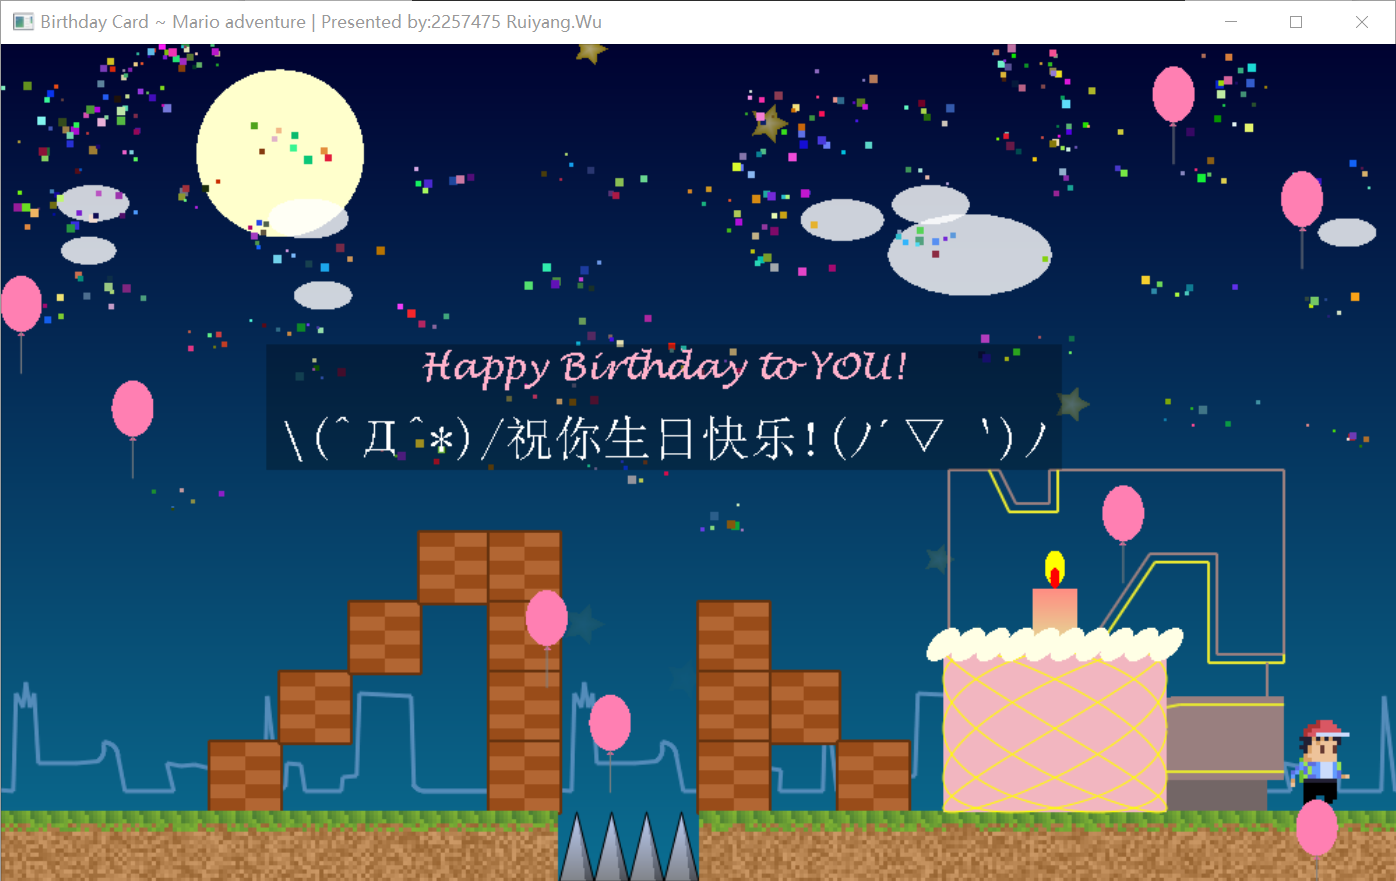 Birthday Card ~ Mario adventure | Presented by:2257475 Ruiyang.Wu
Happy Birthday to YOU!
\(ˆДˆ*)/祝你生日快乐!(ﾉ´▽‵)ﾉ